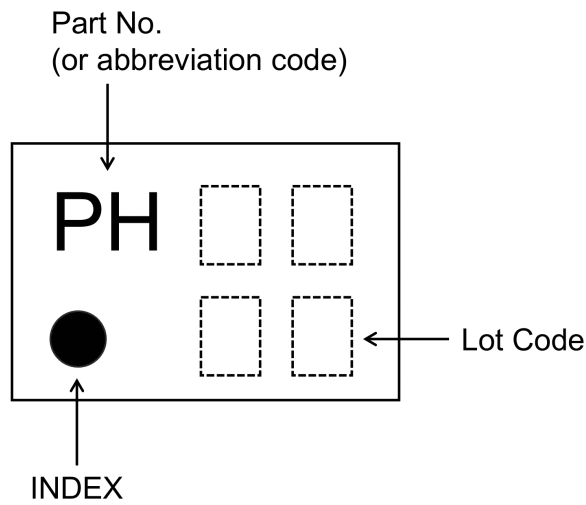 Part No.
(or abbreviation code)
PH
Lot Code
INDEX